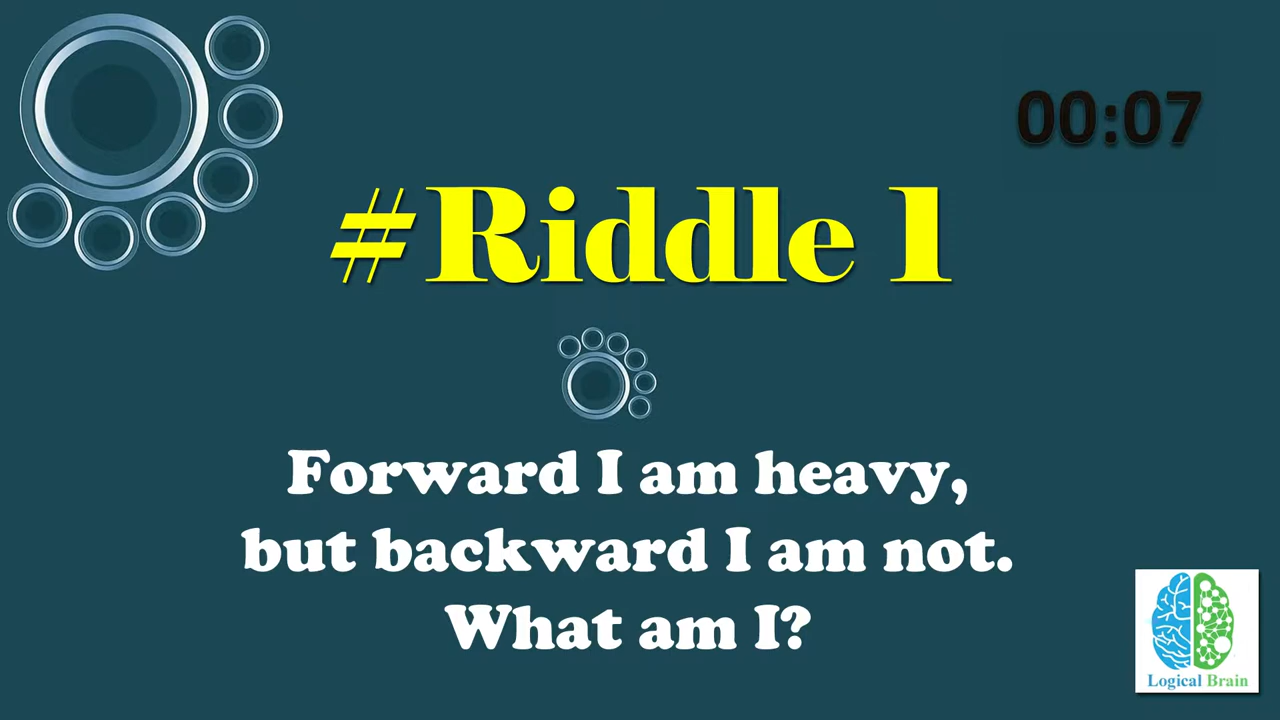 00:07
#Riddle 1
Forward I am heavy,
but backward I am not.
What am I?
Logical Brain